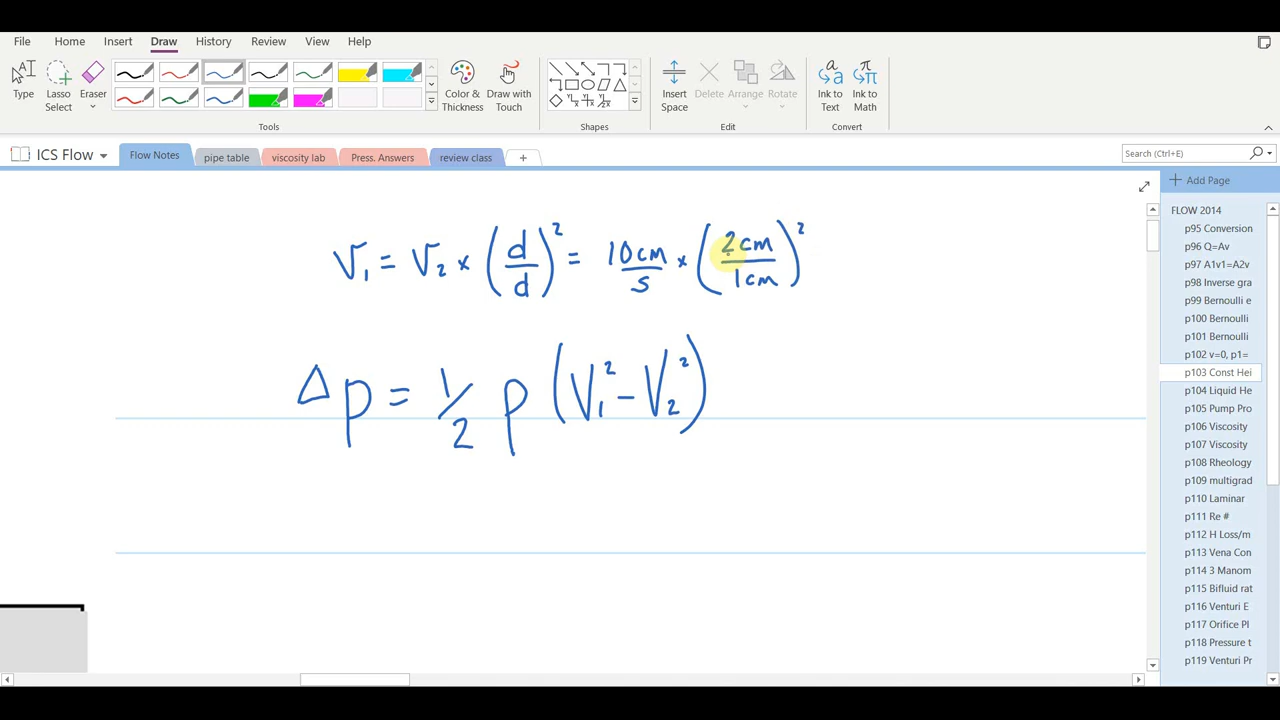 File Home Insert Draw History Review View Help
Type Lasso Select Eraser Color & Thickness Draw with Touch Insert Space Delete Arrange Rotate Ink to Text Ink to Math
Tools Shapes Edit Convert
ICS Flow Flow Notes pipe table viscosity lab Press. Answers review class + Search (Ctrl+E)
Add Page
FLOW 2014
p95 Conversion
p96 Q=Av
p97 A1v1=A2v
p98 Inverse gra
p99 Bernoulli e
p100 Bernoulli
p101 Bernoulli
p102 v=0, p1=
p103 Const Hei
p104 Liquid He
p105 Pump Pro
p106 Viscosity
p107 Viscosity
p108 Rheology
p109 multigrad
p110 Laminar
p111 Re #
p112 H Loss/m
p113 Vena Con
p114 3 Manom
p115 Bifluid rat
p116 Venturi E
p117 Orifice Pl
p118 Pressure t
p119 Venturi Pr
V₁ = V₂ × (d/d)² = 10cm/s × (2cm/1cm)²
Δp = 1/2 ρ (V₁² - V₂²)